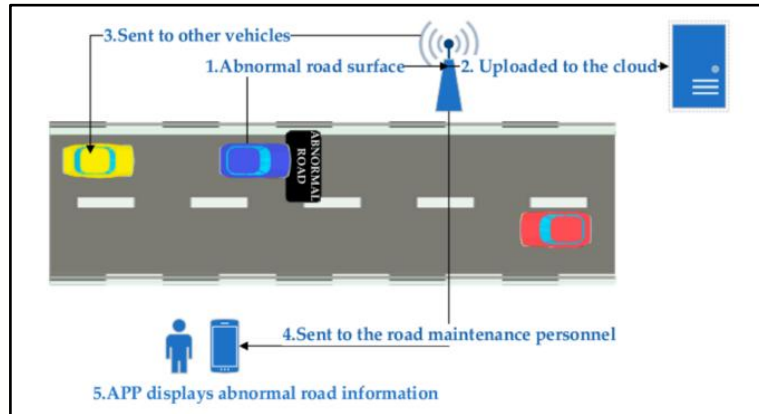 3.Sent to other vehicles
1.Abnormal road surface
2. Uploaded to the cloud
ABNORMAL
ROAD
4.Sent to the road maintenance personnel
5.APP displays abnormal road information